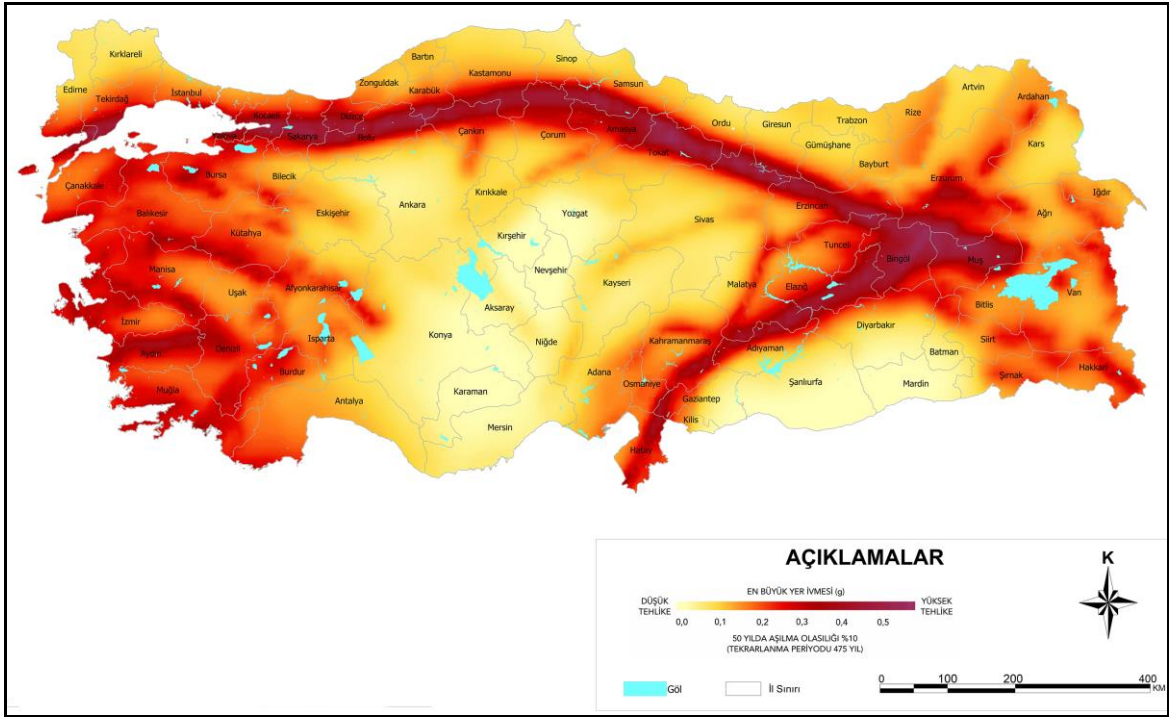 Kırklareli
Edirne
Tekirdağ
İstanbul
Kocaeli
Yalova
Sakarya
Düzce
Bolu
Zonguldak
Bartın
Karabük
Kastamonu
Sinop
Samsun
Çankırı
Çorum
Amasya
Tokat
Ordu
Giresun
Trabzon
Gümüşhane
Bayburt
Rize
Artvin
Ardahan
Kars
Erzurum
Iğdır
Ağrı
Çanakkale
Bursa
Bilecik
Balıkesir
Kütahya
Eskişehir
Ankara
Kırıkkale
Yozgat
Kırşehir
Sivas
Erzincan
Tunceli
Bingöl
Muş
Manisa
Uşak
Afyonkarahisar
Nevşehir
Kayseri
Malatya
Elazığ
Bitlis
Van
İzmir
Aydın
Denizli
Isparta
Burdur
Konya
Aksaray
Niğde
Kahramanmaraş
Adıyaman
Diyarbakır
Batman
Siirt
Şırnak
Hakkari
Muğla
Antalya
Karaman
Mersin
Adana
Osmaniye
Gaziantep
Kilis
Şanlıurfa
Mardin
Hatay
AÇIKLAMALAR
K
EN BÜYÜK YER İVMESİ (g)
DÜŞÜK
TEHLİKE
YÜKSEK
TEHLİKE
0,0 0,1 0,2 0,3 0,4 0,5
50 YILDA AŞILMA OLASILIĞI %10
(TEKRARLANMA PERİYODU 475 YIL)
Göl
İl Sınırı
0 100 200 400
KM